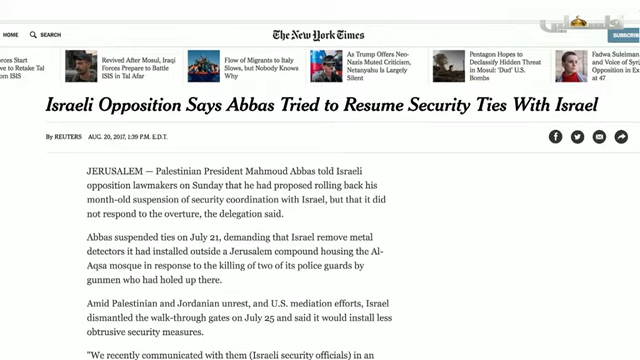 HOME
SEARCH
The New York Times
SUBSCRIBE
فلسطين
orces Start
ve to Retake Tal
om ISIS
Revived After Mosul, Iraqi
Forces Prepare to Battle
ISIS in Tal Afar
Flow of Migrants to Italy
Slows, but Nobody Knows
Why
As Trump Offers Neo-
Nazis Muted Criticism,
Netanyahu Is Largely
Silent
Pentagon Hopes to
Declassify Hidden Threat
in Mosul: 'Dud' U.S.
Bombs
Fadwa Suleiman
and Voice of Syri
Opposition in Ex
at 47
Israeli Opposition Says Abbas Tried to Resume Security Ties With Israel
By REUTERS AUG. 20, 2017, 1:39 P.M. E.D.T.
JERUSALEM — Palestinian President Mahmoud Abbas told Israeli
opposition lawmakers on Sunday that he had proposed rolling back his
month-old suspension of security coordination with Israel, but that it did
not respond to the overture, the delegation said.
Abbas suspended ties on July 21, demanding that Israel remove metal
detectors it had installed outside a Jerusalem compound housing the Al-
Aqsa mosque in response to the killing of two of its police guards by
gunmen who had holed up there.
Amid Palestinian and Jordanian unrest, and U.S. mediation efforts, Israel
dismantled the walk-through gates on July 25 and said it would install less
obtrusive security measures.
"We recently communicated with them (Israeli security officials) in an